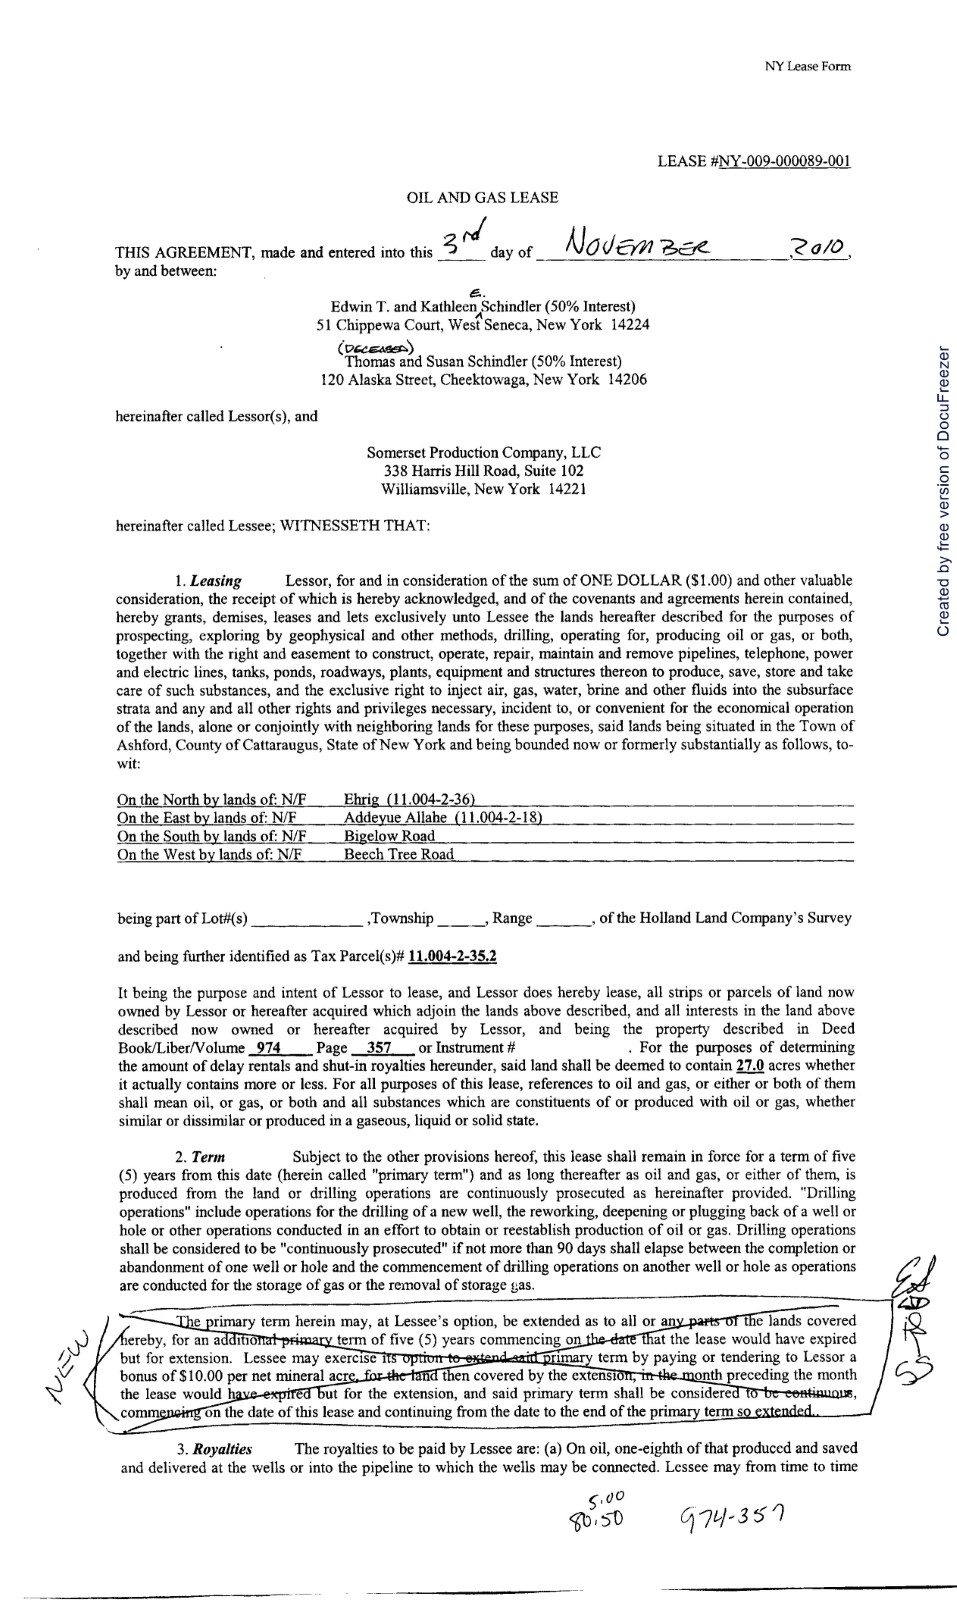 NY Lease Form
LEASE #NY-009-000089-001
OIL AND GAS LEASE
THIS AGREEMENT, made and entered into this 3rd day of NOVEMBER, 2010,
by and between:
E.
Edwin T. and Kathleen Schindler (50% Interest)
51 Chippewa Court, West Seneca, New York 14224
(DECEASED)
Thomas and Susan Schindler (50% Interest)
120 Alaska Street, Cheektowaga, New York 14206
hereinafter called Lessor(s), and
Somerset Production Company, LLC
338 Harris Hill Road, Suite 102
Williamsville, New York 14221
hereinafter called Lessee; WITNESSETH THAT:
1. Leasing Lessor, for and in consideration of the sum of ONE DOLLAR ($1.00) and other valuable
consideration, the receipt of which is hereby acknowledged, and of the covenants and agreements herein contained,
hereby grants, demises, leases and lets exclusively unto Lessee the lands hereafter described for the purposes of
prospecting, exploring by geophysical and other methods, drilling, operating for, producing oil or gas, or both,
together with the right and easement to construct, operate, repair, maintain and remove pipelines, telephone, power
and electric lines, tanks, ponds, roadways, plants, equipment and structures thereon to produce, save, store and take
care of such substances, and the exclusive right to inject air, gas, water, brine and other fluids into the subsurface
strata and any and all other rights and privileges necessary, incident to, or convenient for the economical operation
of the lands, alone or conjointly with neighboring lands for these purposes, said lands being situated in the Town of
Ashford, County of Cattaraugus, State of New York and being bounded now or formerly substantially as follows, to-
wit:
On the North by lands of: N/F Ehrig (11.004-2-36)
On the East by lands of: N/F Addeyue Allahe (11.004-2-18)
On the South by lands of: N/F Bigelow Road
On the West by lands of: N/F Beech Tree Road
being part of Lot#(s) ____________ ,Township _____, Range ______, of the Holland Land Company's Survey
and being further identified as Tax Parcel(s)# 11.004-2-35.2
It being the purpose and intent of Lessor to lease, and Lessor does hereby lease, all strips or parcels of land now
owned by Lessor or hereafter acquired which adjoin the lands above described, and all interests in the land above
described now owned or hereafter acquired by Lessor, and being the property described in Deed
Book/Liber/Volume 974 Page 357 or Instrument # . For the purposes of determining
the amount of delay rentals and shut-in royalties hereunder, said land shall be deemed to contain 27.0 acres whether
it actually contains more or less. For all purposes of this lease, references to oil and gas, or either or both of them
shall mean oil, or gas, or both and all substances which are constituents of or produced with oil or gas, whether
similar or dissimilar or produced in a gaseous, liquid or solid state.
2. Term Subject to the other provisions hereof, this lease shall remain in force for a term of five
(5) years from this date (herein called "primary term") and as long thereafter as oil and gas, or either of them, is
produced from the land or drilling operations are continuously prosecuted as hereinafter provided. "Drilling
operations" include operations for the drilling of a new well, the reworking, deepening or plugging back of a well or
hole or other operations conducted in an effort to obtain or reestablish production of oil or gas. Drilling operations
shall be considered to be "continuously prosecuted" if not more than 90 days shall elapse between the completion or
abandonment of one well or hole and the commencement of drilling operations on another well or hole as operations
are conducted for the storage of gas or the removal of storage gas.
The primary term herein may, at Lessee's option, be extended as to all or any parts of the lands covered
hereby, for an additional primary term of five (5) years commencing on the date that the lease would have expired
but for extension. Lessee may exercise its option to extend said primary term by paying or tendering to Lessor a
bonus of $10.00 per net mineral acre, for the land then covered by the extension, in the month preceding the month
the lease would have expired but for the extension, and said primary term shall be considered to be continuous,
commencing on the date of this lease and continuing from the date to the end of the primary term so extended..
NEW
3. Royalties The royalties to be paid by Lessee are: (a) On oil, one-eighth of that produced and saved
and delivered at the wells or into the pipeline to which the wells may be connected. Lessee may from time to time
5.00
80.50 974-357
Created by free version of DocuFreezer